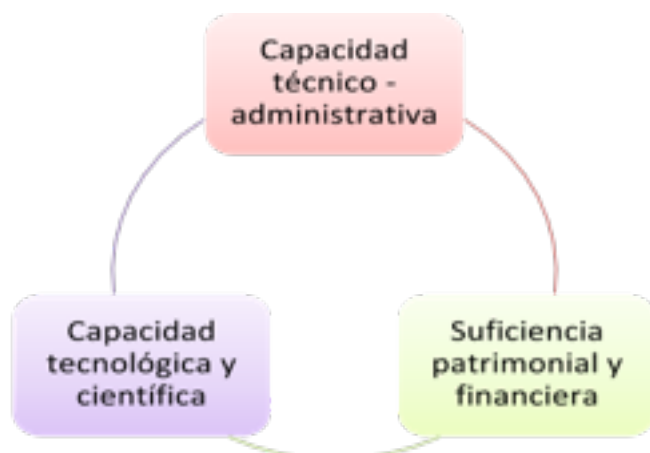 Capacidad
técnico -
administrativa
Capacidad
tecnológica y
científica
Suficiencia
patrimonial y
financiera